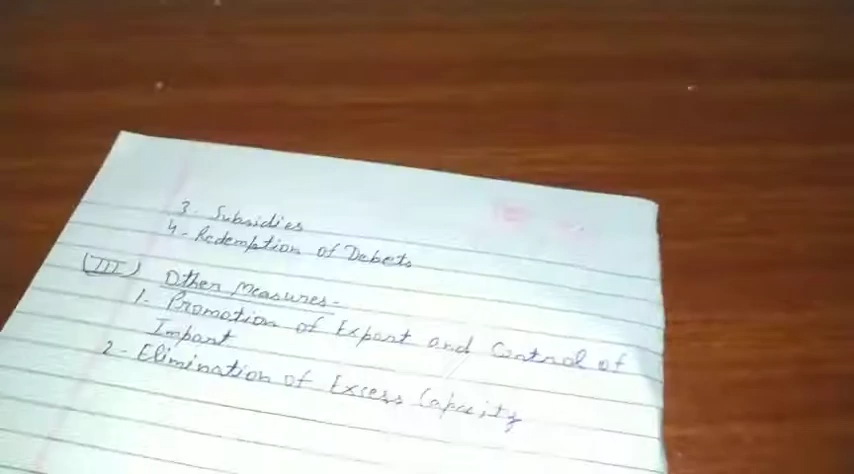 3. Subsidies
4- Redemption of Debets
(III) Other Measures-
1- Promotion of Export and Control of
Import
2- Elimination of Excess Capacity